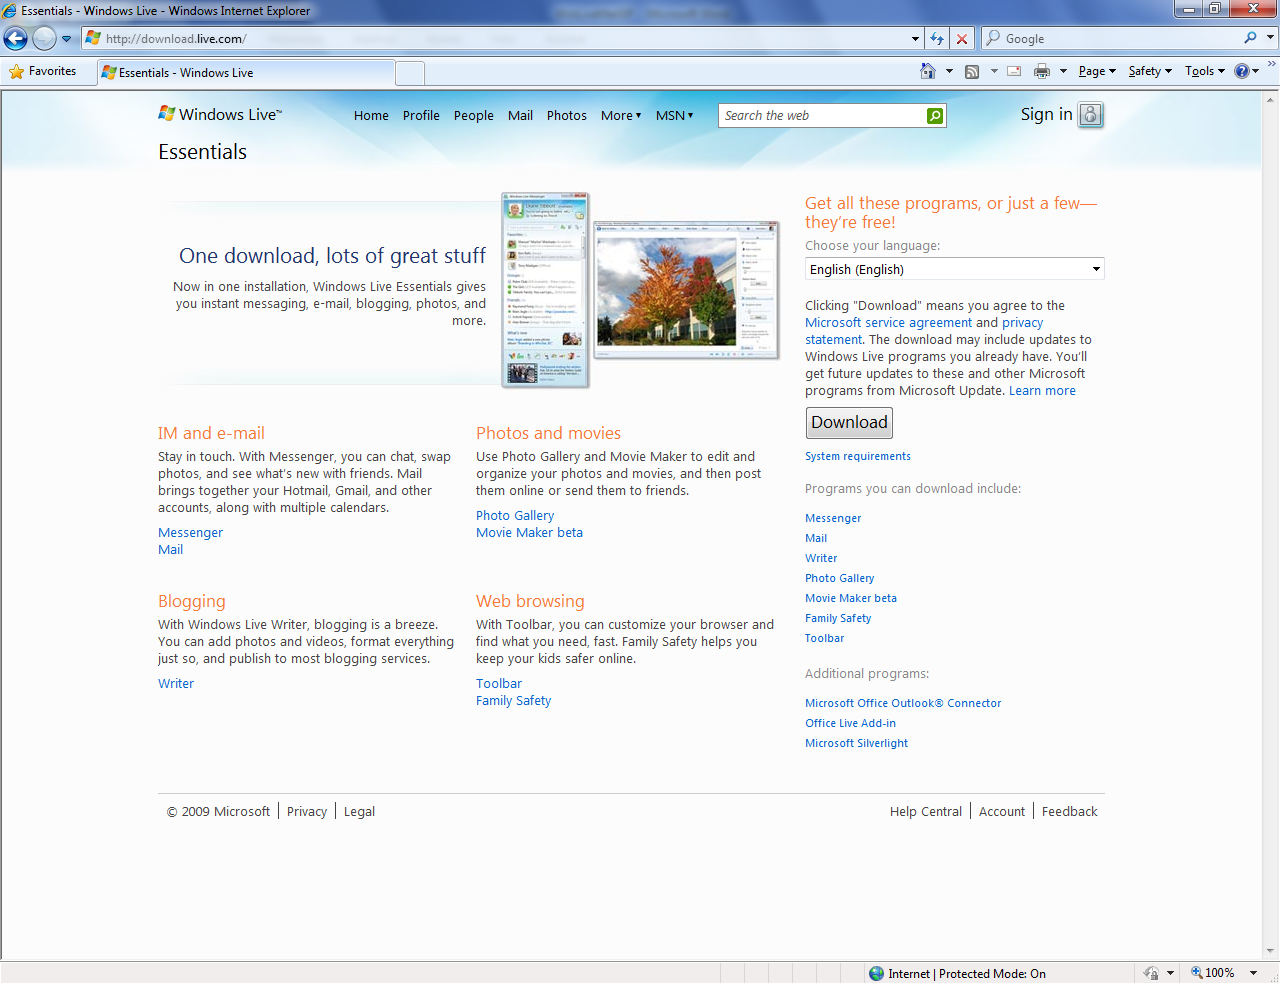 Essentials - Windows Live - Windows Internet Explorer
http://download.live.com/
Google
Favorites
Essentials - Windows Live
Page
Safety
Tools
Windows Live™
Home
Profile
People
Mail
Photos
More
MSN
Search the web
Sign in
Essentials
One download, lots of great stuff
Now in one installation, Windows Live Essentials gives
you instant messaging, e-mail, blogging, photos, and
more.
Get all these programs, or just a few—
they're free!
Choose your language:
English (English)
Clicking "Download" means you agree to the
Microsoft service agreement and privacy
statement. The download may include updates to
Windows Live programs you already have. You'll
get future updates to these and other Microsoft
programs from Microsoft Update. Learn more
Download
System requirements
Programs you can download include:
Messenger
Mail
Writer
Photo Gallery
Movie Maker beta
Family Safety
Toolbar
Additional programs:
Microsoft Office Outlook® Connector
Office Live Add-in
Microsoft Silverlight
IM and e-mail
Stay in touch. With Messenger, you can chat, swap
photos, and see what's new with friends. Mail
brings together your Hotmail, Gmail, and other
accounts, along with multiple calendars.
Messenger
Mail
Photos and movies
Use Photo Gallery and Movie Maker to edit and
organize your photos and movies, and then post
them online or send them to friends.
Photo Gallery
Movie Maker beta
Blogging
With Windows Live Writer, blogging is a breeze.
You can add photos and videos, format everything
just so, and publish to most blogging services.
Writer
Web browsing
With Toolbar, you can customize your browser and
find what you need, fast. Family Safety helps you
keep your kids safer online.
Toolbar
Family Safety
© 2009 Microsoft
Privacy
Legal
Help Central
Account
Feedback
Internet | Protected Mode: On
100%